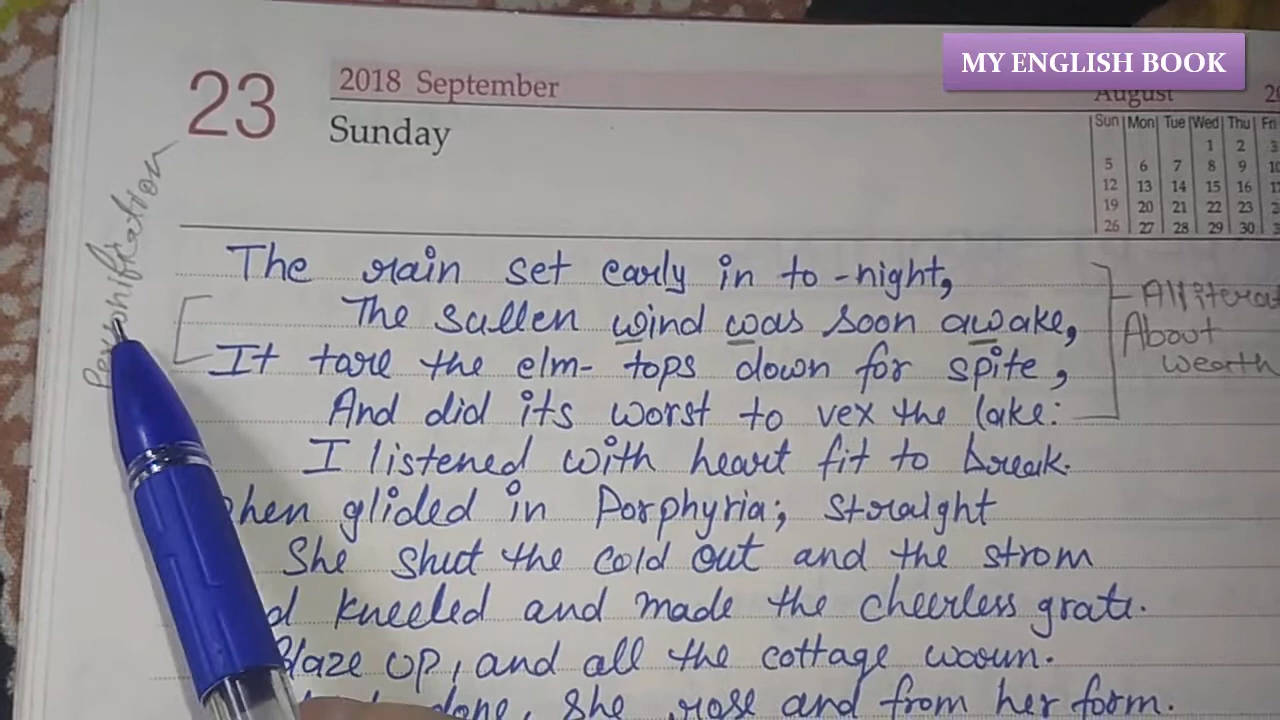 MY ENGLISH BOOK
23
2018 September
Sunday
August
Sun Mon Tue Wed Thu Fri
1 2 3
5 6 7 8 9 10
12 13 14 15 16
19 20 21 22 23
26 27 28 29 30
The rain set early in to-night,
The sullen wind was soon awake,
It tore the elm- tops down for spite,
And did its worst to vex the lake:
I listened with heart fit to break.
hen glided in Porphyria; straight
She shut the cold out and the strom
d kneeled and made the cheerless grate.
Blaze up, and all the cottage
done, she rose and from her form.
Allitera
About
wearth